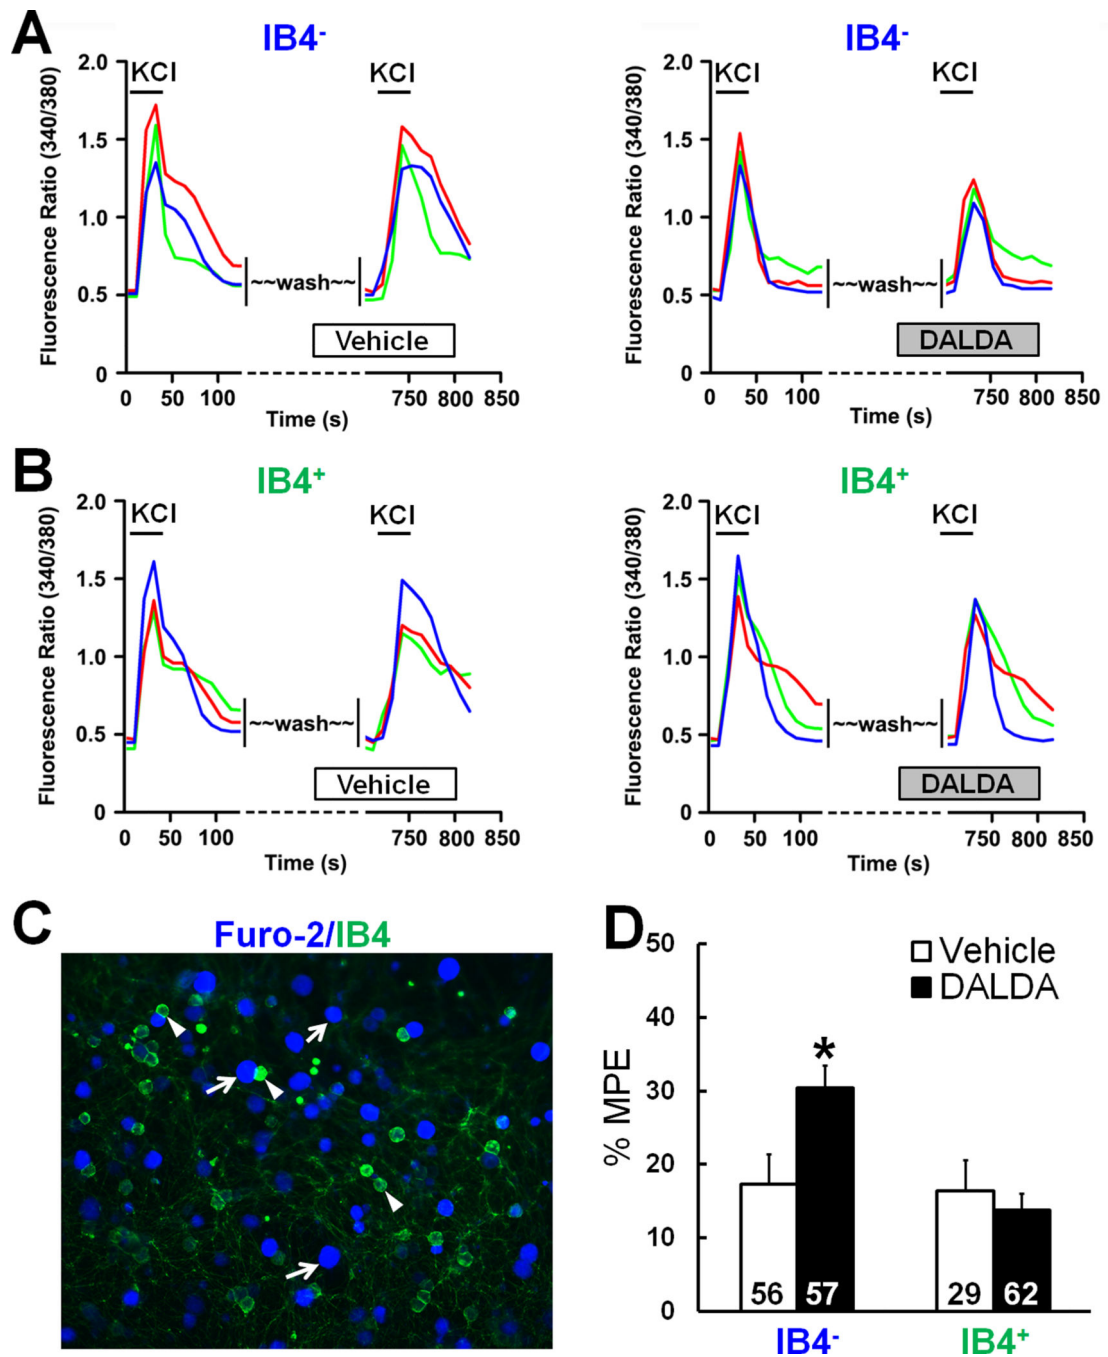 A
IB4-
IB4-
Fluorescence Ratio (340/380)
2.0
1.5
1.0
0.5
0
KCl
KCl
~~wash~~
Vehicle
0 50 100 750 800 850
Time (s)
Fluorescence Ratio (340/380)
2.0
1.5
1.0
0.5
0
KCl
KCl
~~wash~~
DALDA
0 50 100 750 800 850
Time (s)
B
IB4+
IB4+
Fluorescence Ratio (340/380)
2.0
1.5
1.0
0.5
0
KCl
KCl
~~wash~~
Vehicle
0 50 100 750 800 850
Time (s)
Fluorescence Ratio (340/380)
2.0
1.5
1.0
0.5
0
KCl
KCl
~~wash~~
DALDA
0 50 100 750 800 850
Time (s)
C
Furo-2/IB4
D
% MPE
50
40
30
20
10
0
Vehicle
DALDA
*
56 57 29 62
IB4- IB4+